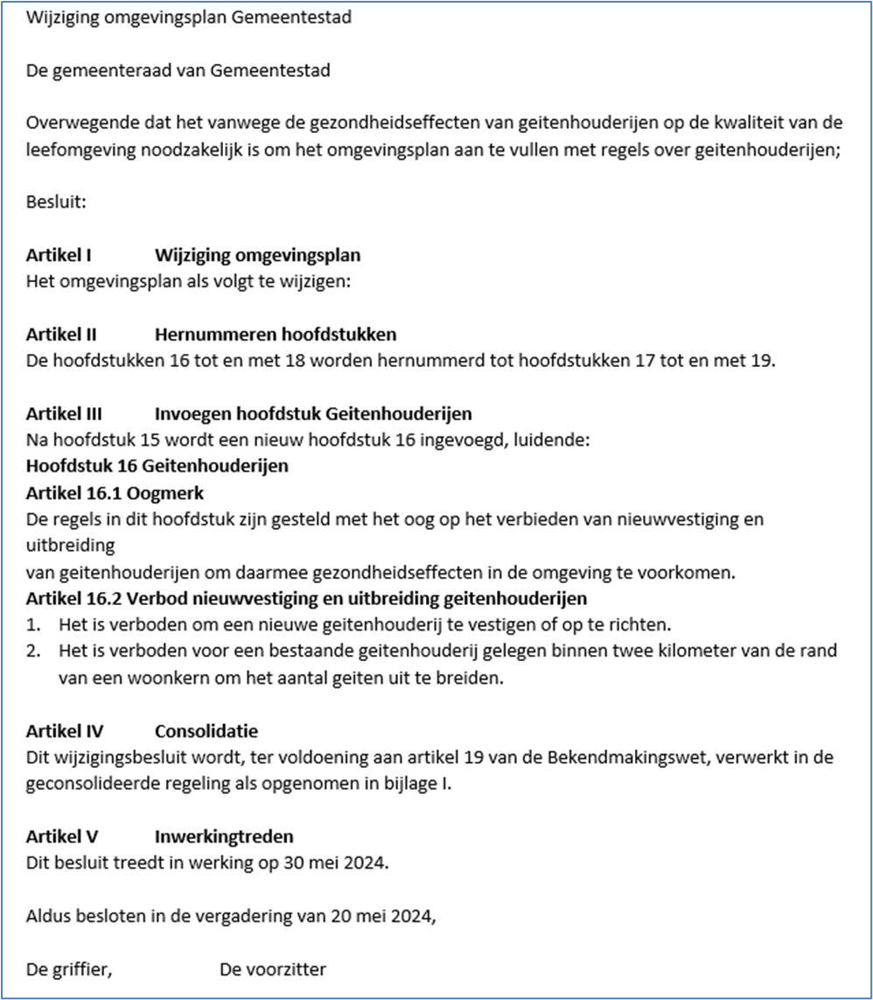 Wijziging omgevingsplan Gemeentestad
De gemeenteraad van Gemeentestad
Overwegende dat het vanwege de gezondheidseffecten van geitenhouderijen op de kwaliteit van de
leefomgeving noodzakelijk is om het omgevingsplan aan te vullen met regels over geitenhouderijen;
Besluit:
Artikel I Wijziging omgevingsplan
Het omgevingsplan als volgt te wijzigen:
Artikel II Hernummeren hoofdstukken
De hoofdstukken 16 tot en met 18 worden hernummerd tot hoofdstukken 17 tot en met 19.
Artikel III Invoegen hoofdstuk Geitenhouderijen
Na hoofdstuk 15 wordt een nieuw hoofdstuk 16 ingevoegd, luidende:
Hoofdstuk 16 Geitenhouderijen
Artikel 16.1 Oogmerk
De regels in dit hoofdstuk zijn gesteld met het oog op het verbieden van nieuwvestiging en
uitbreiding
van geitenhouderijen om daarmee gezondheidseffecten in de omgeving te voorkomen.
Artikel 16.2 Verbod nieuwvestiging en uitbreiding geitenhouderijen
1. Het is verboden om een nieuwe geitenhouderij te vestigen of op te richten.
2. Het is verboden voor een bestaande geitenhouderij gelegen binnen twee kilometer van de rand
van een woonkern om het aantal geiten uit te breiden.
Artikel IV Consolidatie
Dit wijzigingsbesluit wordt, ter voldoening aan artikel 19 van de Bekendmakingswet, verwerkt in de
geconsolideerde regeling als opgenomen in bijlage I.
Artikel V Inwerkingtreden
Dit besluit treedt in werking op 30 mei 2024.
Aldus besloten in de vergadering van 20 mei 2024,
De griffier, De voorzitter